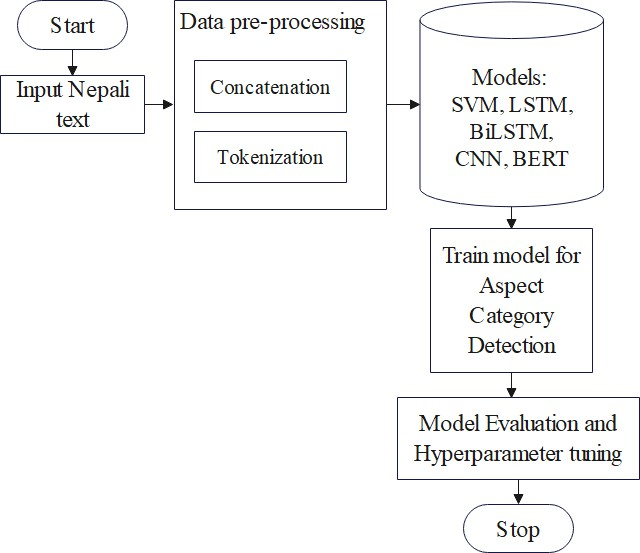 Start
Input Nepali
text
Data pre-processing
Concatenation
Tokenization
Models:
SVM, LSTM,
BiLSTM,
CNN, BERT
Train model for
Aspect
Category
Detection
Model Evaluation and
Hyperparameter tuning
Stop